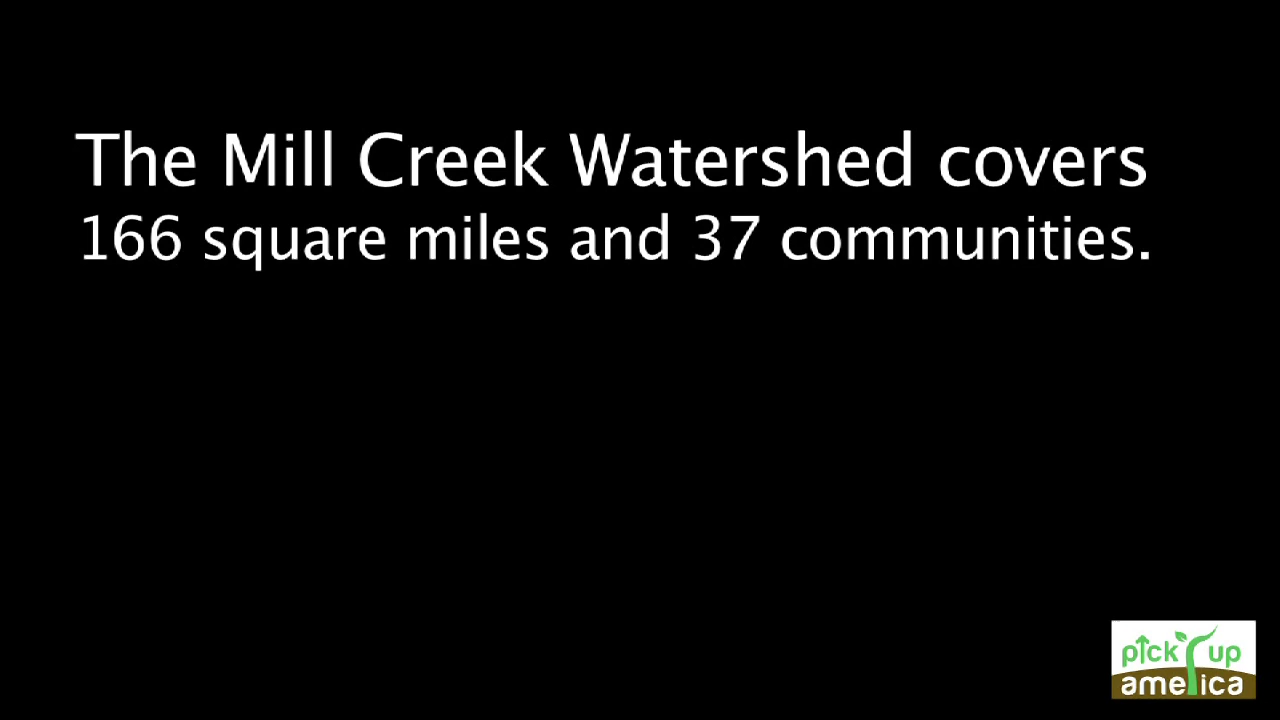 The Mill Creek Watershed covers
166 square miles and 37 communities.
pick up
america